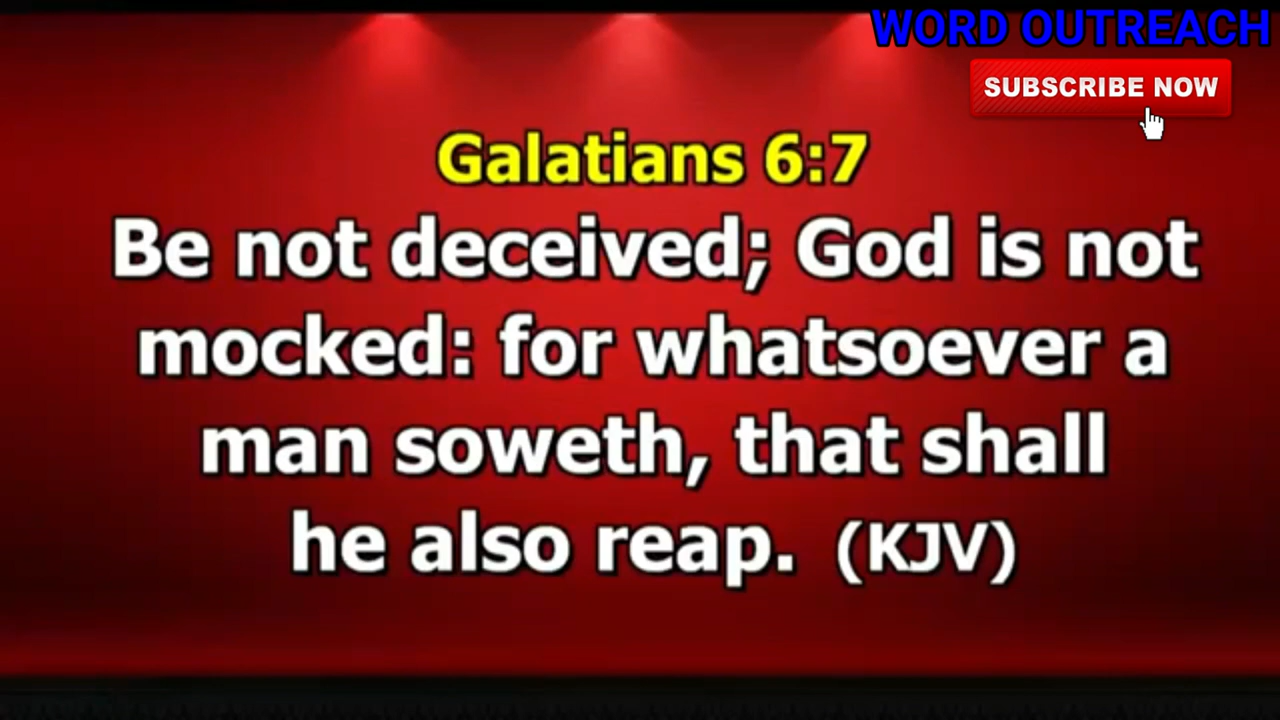 WORD OUTREACH
SUBSCRIBE NOW
Galatians 6:7
Be not deceived; God is not
mocked: for whatsoever a
man soweth, that shall
he also reap. (KJV)